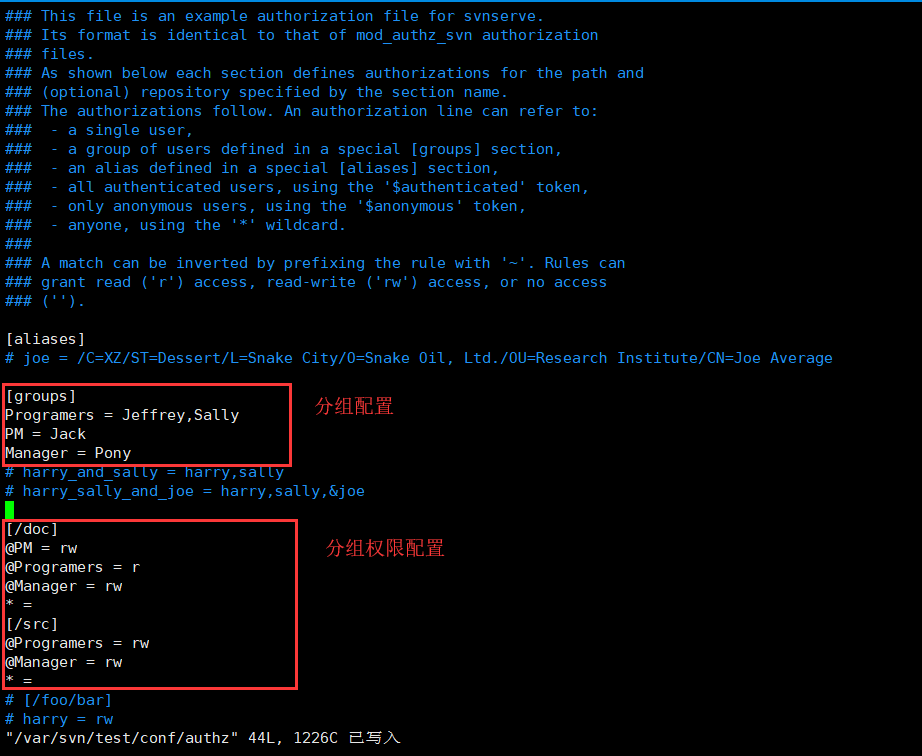 ### This file is an example authorization file for svnserve.
### Its format is identical to that of mod_authz_svn authorization
### files.
### As shown below each section defines authorizations for the path and
### (optional) repository specified by the section name.
### The authorizations follow. An authorization line can refer to:
###  - a single user,
###  - a group of users defined in a special [groups] section,
###  - an alias defined in a special [aliases] section,
###  - all authenticated users, using the '$authenticated' token,
###  - only anonymous users, using the '$anonymous' token,
###  - anyone, using the '*' wildcard.
###
### A match can be inverted by prefixing the rule with '~'. Rules can
### grant read ('r') access, read-write ('rw') access, or no access
### ('').
[aliases]
# joe = /C=XZ/ST=Dessert/L=Snake City/O=Snake Oil, Ltd./OU=Research Institute/CN=Joe Average
[groups]
分组配置
Programers = Jeffrey,Sally
PM = Jack
Manager = Pony
# harry_and_sally = harry,sally
# harry_sally_and_joe = harry,sally,&joe
[/doc]
@PM = rw
分组权限配置
@Programers = r
@Manager = rw
* =
[/src]
@Programers = rw
@Manager = rw
* =
# [/foo/bar]
# harry = rw
"/var/svn/test/conf/authz" 44L, 1226C 已写入